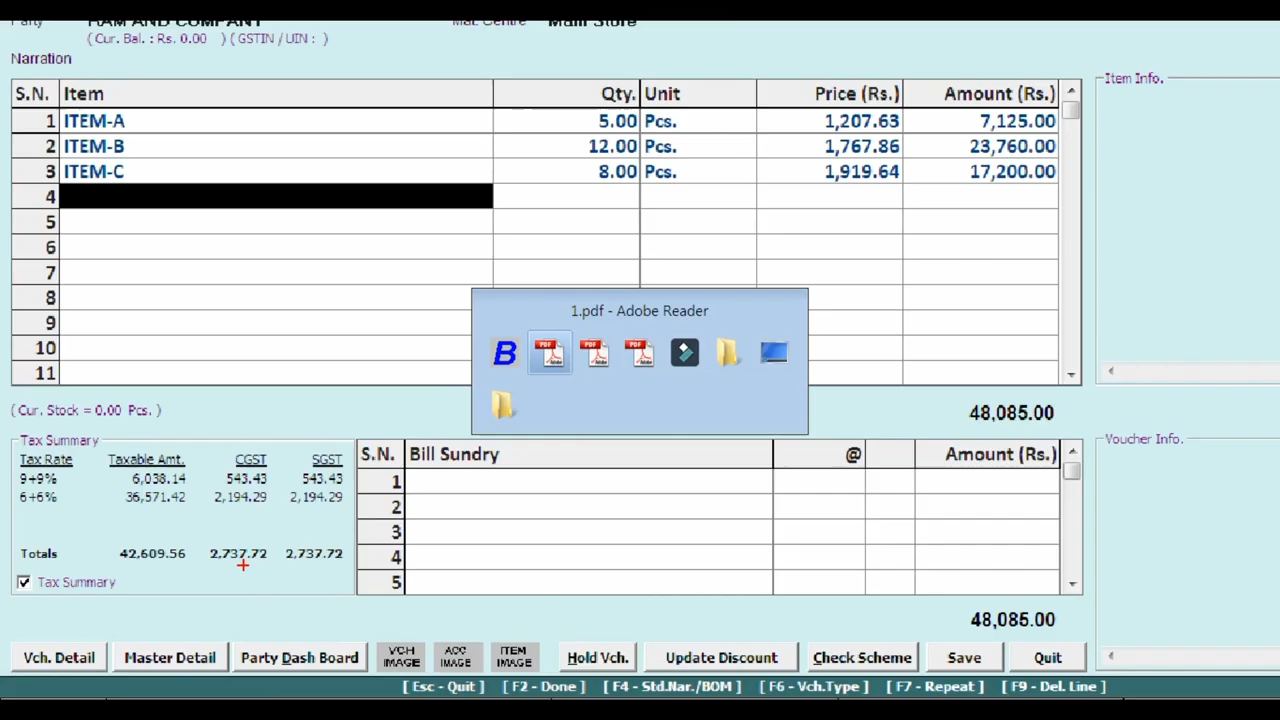 Party RAM AND COMPANY Mat. Centre Main Store
( Cur. Bal. : Rs. 0.00 ) ( GSTIN / UIN : )
Narration
S.N. Item Qty. Unit Price (Rs.) Amount (Rs.)
Item Info.
1 ITEM-A 5.00 Pcs. 1,207.63 7,125.00
2 ITEM-B 12.00 Pcs. 1,767.86 23,760.00
3 ITEM-C 8.00 Pcs. 1,919.64 17,200.00
4
5
6
7
8
9
10
11
1.pdf - Adobe Reader
B PDF Adobe PDF Adobe PDF Adobe
( Cur. Stock = 0.00 Pcs. ) 48,085.00
Tax Summary
Tax Rate Taxable Amt. CGST SGST
9+9% 6,038.14 543.43 543.43
6+6% 36,571.42 2,194.29 2,194.29
Totals 42,609.56 2,737.72 2,737.72
Tax Summary
S.N. Bill Sundry @ Amount (Rs.)
1
2
3
4
5
48,085.00
Voucher Info.
Vch. Detail Master Detail Party Dash Board VCH IMAGE ACC IMAGE ITEM IMAGE Hold Vch. Update Discount Check Scheme Save Quit
[ Esc - Quit ] [ F2 - Done ] [ F4 - Std.Nar./BOM ] [ F6 - Vch.Type ] [ F7 - Repeat ] [ F9 - Del. Line ]